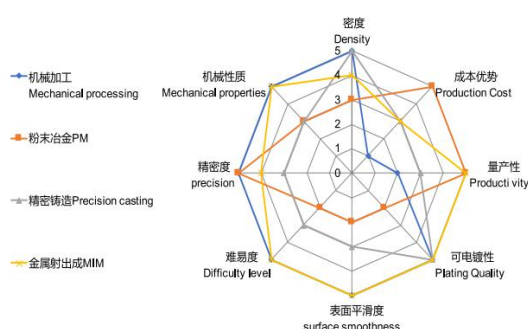 密度
Density
机械加工
Mechanical processing
粉末冶金PM
精密铸造Precision casting
金属射出成MIM
机械性质
Mechanical properties
成本优势
Production Cost
精密度
precision
量产性
Producti vity
难易度
Difficulty level
可电镀性
Plating Quality
表面平滑度
surface smoothness
5
4
3
2
1
0